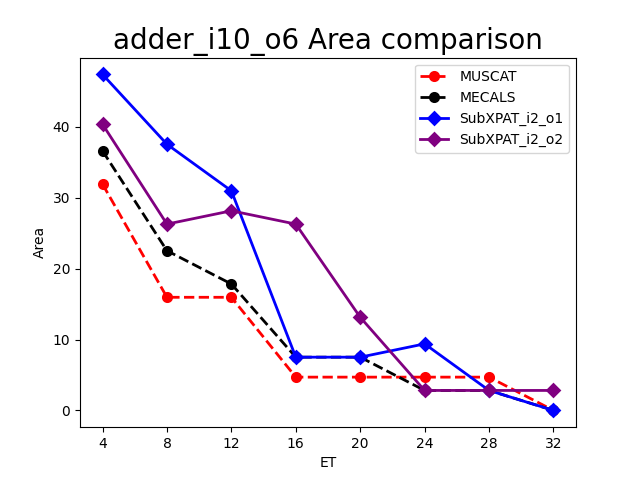 adder_i10_o6 Area comparison
MUSCAT
MECALS
SubXPAT_i2_o1
SubXPAT_i2_o2
Area
40
30
20
10
0
4 8 12 16 20 24 28 32
ET